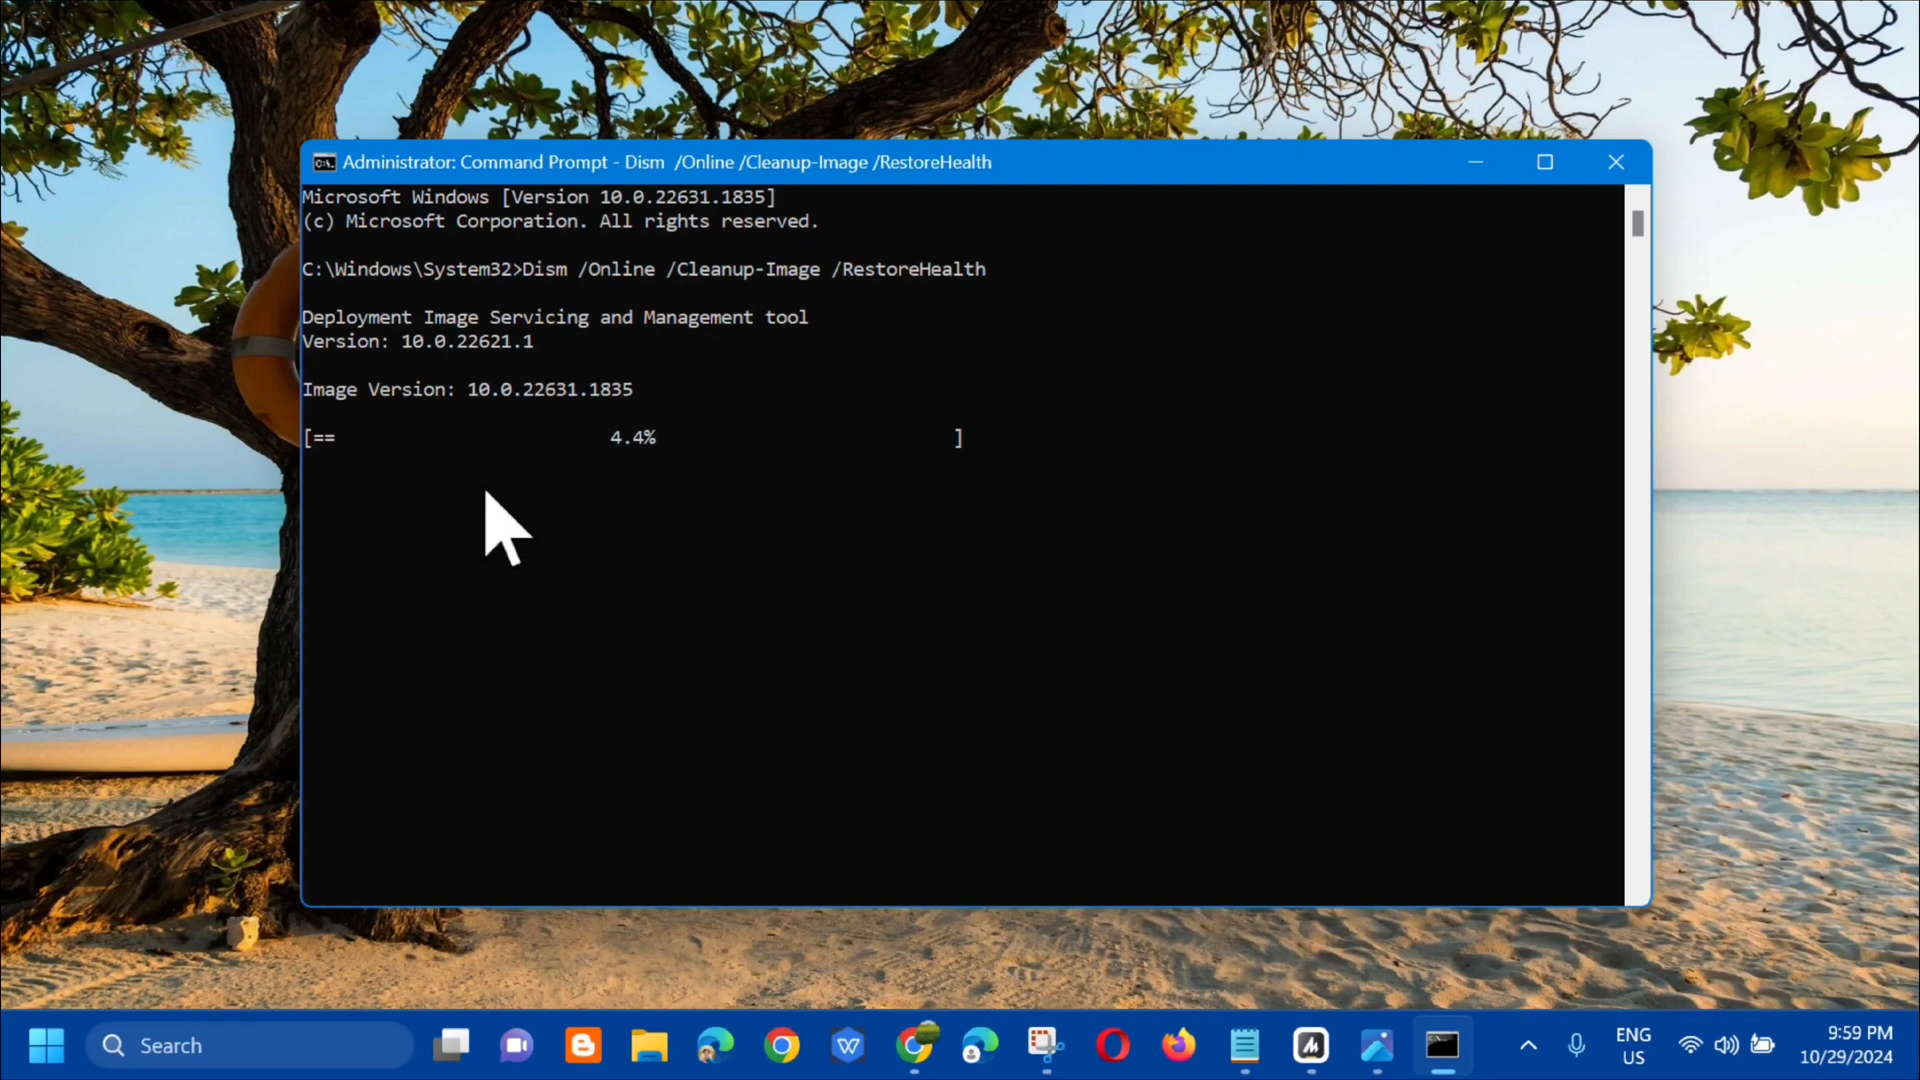 Administrator: Command Prompt - Dism  /Online /Cleanup-Image /RestoreHealth
Microsoft Windows [Version 10.0.22631.1835]
(c) Microsoft Corporation. All rights reserved.
C:\Windows\System32>Dism /Online /Cleanup-Image /RestoreHealth
Deployment Image Servicing and Management tool
Version: 10.0.22621.1
Image Version: 10.0.22631.1835
[==                         4.4%                           ]
Search
ENG
US
9:59 PM
10/29/2024